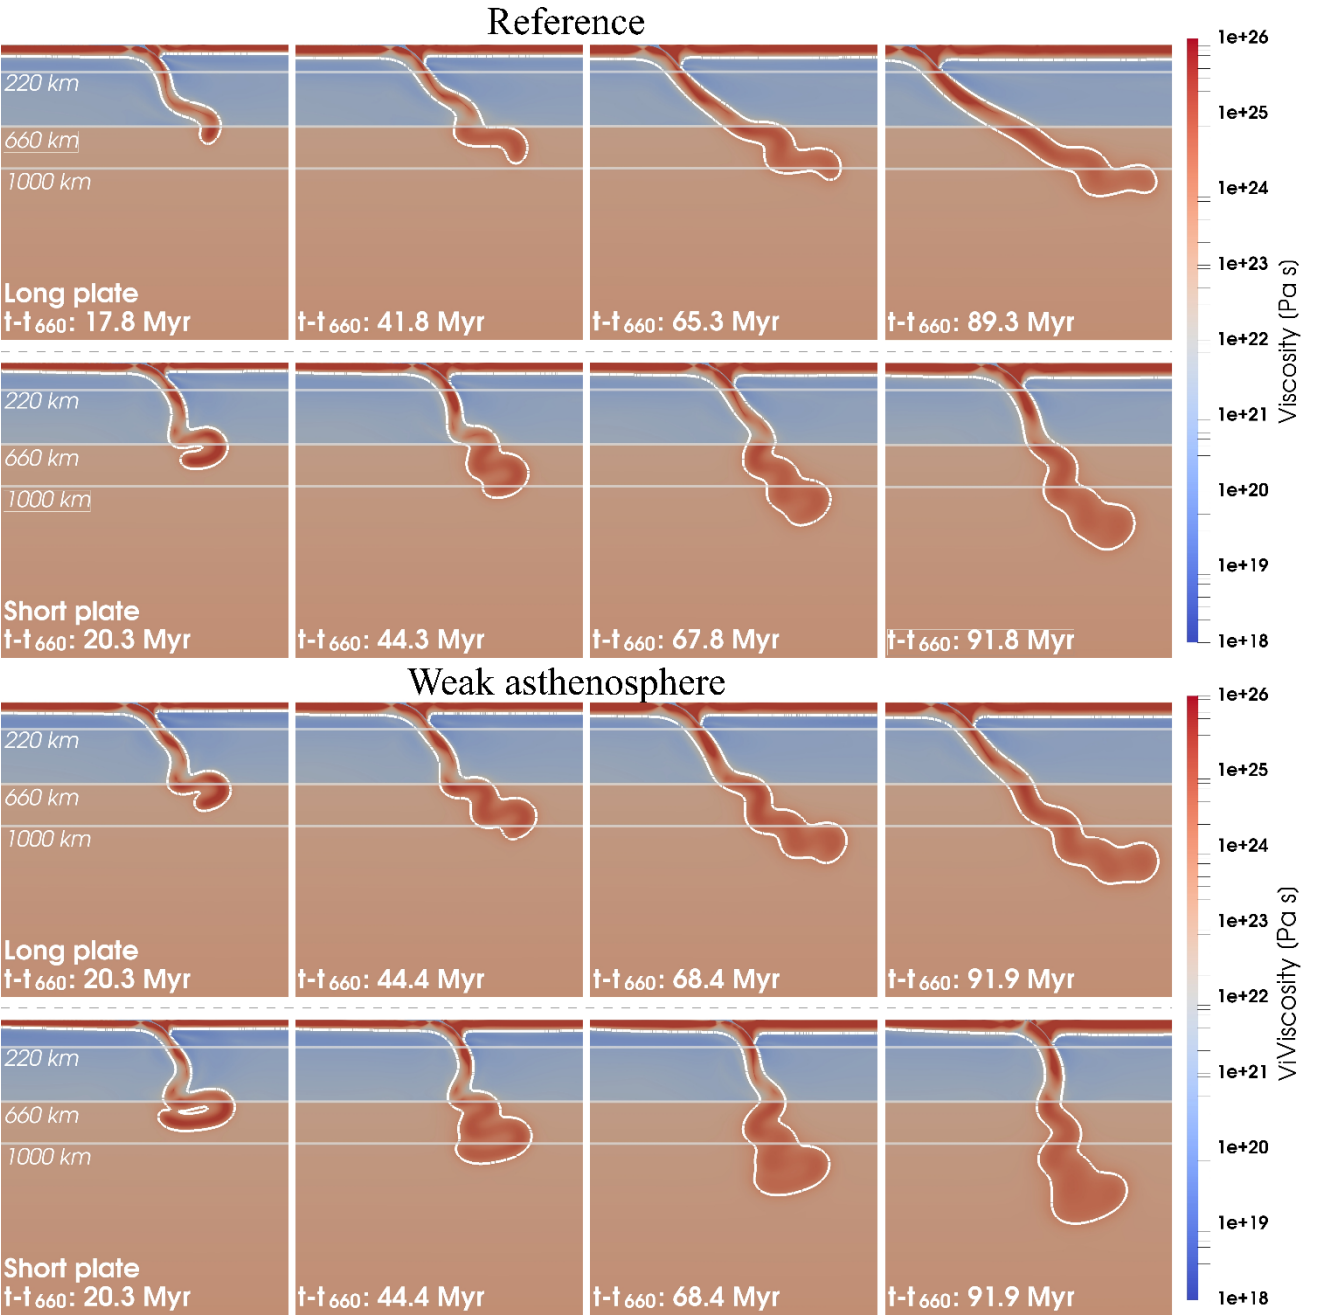 Reference
220 km
660 km
1000 km
Long plate
t-t660: 17.8 Myr
t-t660: 41.8 Myr
t-t660: 65.3 Myr
t-t660: 89.3 Myr
220 km
660 km
1000 km
Short plate
t-t660: 20.3 Myr
t-t660: 44.3 Myr
t-t660: 67.8 Myr
t-t660: 91.8 Myr
1e+26
1e+25
1e+24
1e+23
1e+22
1e+21
1e+20
1e+19
1e+18
Viscosity (Pa s)
Weak asthenosphere
220 km
660 km
1000 km
Long plate
t-t660: 20.3 Myr
t-t660: 44.4 Myr
t-t660: 68.4 Myr
t-t660: 91.9 Myr
220 km
660 km
1000 km
Short plate
t-t660: 20.3 Myr
t-t660: 44.4 Myr
t-t660: 68.4 Myr
t-t660: 91.9 Myr
1e+26
1e+25
1e+24
1e+23
1e+22
1e+21
1e+20
1e+19
1e+18
ViViscosity (Pa s)